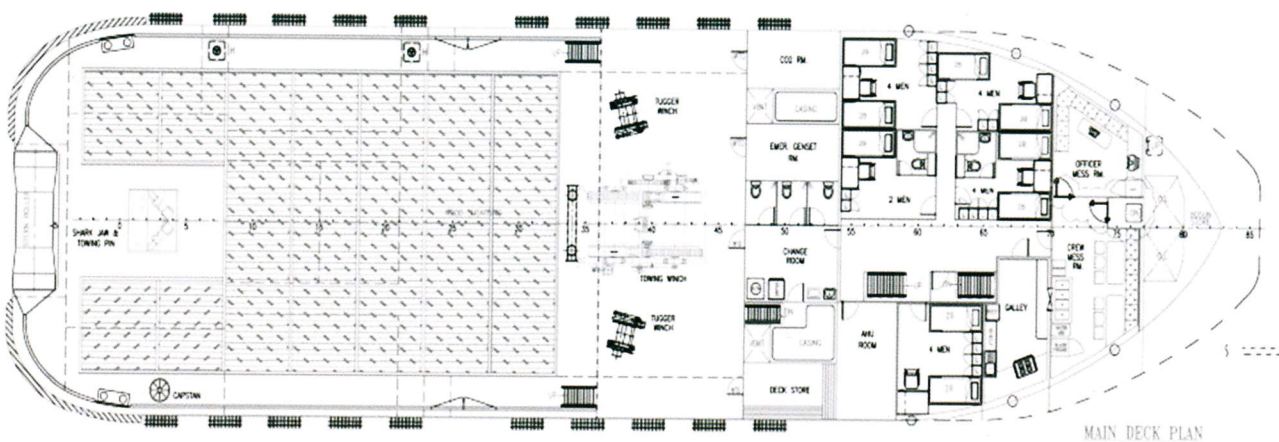 CO2 RM.
4 MEN
4 MEN
TUGGER
WINCH
VENT
CASING
EMER. GENSET
RM.
OFFICER
MESS RM.
4 MEN
2 MEN
SHARK JAW &
TOWING PIN
5
10
15
20
25
35
40
45
50
55
60
65
70
75
80
85
CHANGE
ROOM
CREW
MESS
RM.
TOWING WINCH
TUGGER
WINCH
GALLEY
AHU
ROOM
4 MEN
VENT
CASING
DECK STORE
CAPSTAN
MAIN DECK PLAN